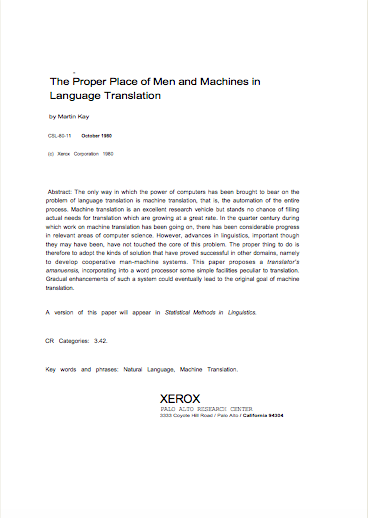 The Proper Place of Men and Machines in
Language Translation
by Martin Kay
CSL-80-11 October 1980
(c) Xerox Corporation 1980
Abstract: The only way in which the power of computers has been brought to bear on the
problem of language translation is machine translation, that is, the automation of the entire
process. Machine translation is an excellent research vehicle but stands no chance of filling
actual needs for translation which are growing at a great rate. In the quarter century during
which work on machine translation has been going on, there has been considerable progress
in relevant areas of computer science. However, advances in linguistics, important though
they may have been, have not touched the core of this problem. The proper thing to do is
therefore to adopt the kinds of solution that have proved successful in other domains, namely
to develop cooperative man-machine systems. This paper proposes a translator's
amanuensis, incorporating into a word processor some simple facilities peculiar to translation.
Gradual enhancements of such a system could eventually lead to the original goal of machine
translation.
A version of this paper will appear in Statistical Methods in Linguistics.
CR Categories: 3.42.
Key words and phrases: Natural Language, Machine Translation.
XEROX
PALO ALTO RESEARCH CENTER
3333 Coyote Hill Road / Palo Alto / California 94304